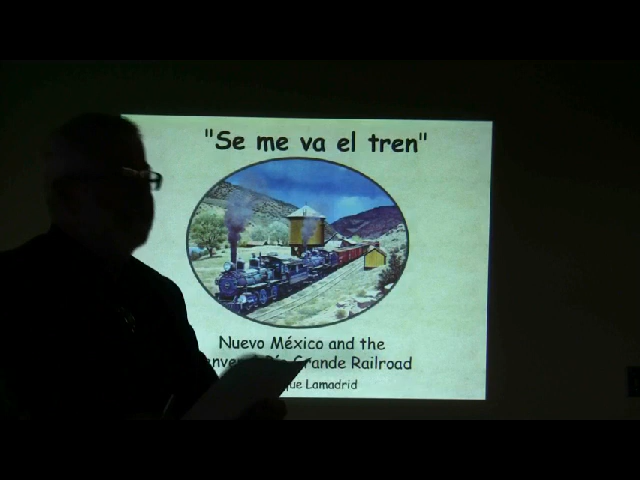 "Se me va el tren"
Nuevo México and the
Grande Railroad
Lamadrid